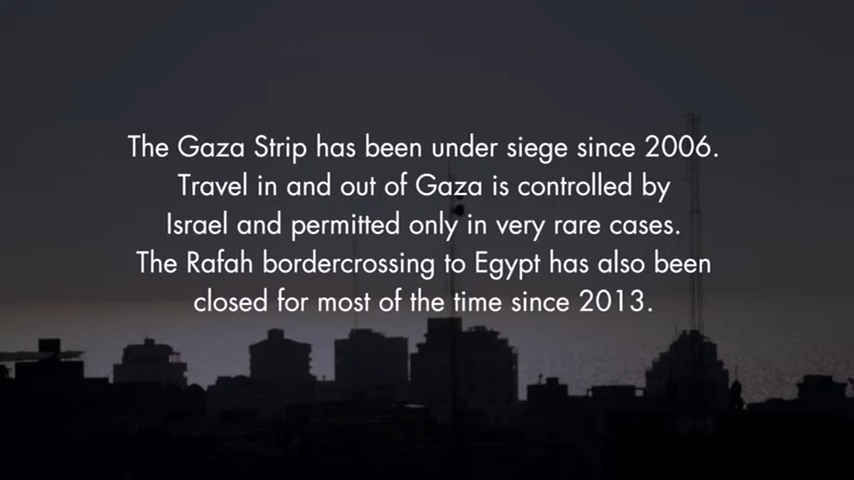 The Gaza Strip has been under siege since 2006.
Travel in and out of Gaza is controlled by
Israel and permitted only in very rare cases.
The Rafah bordercrossing to Egypt has also been
closed for most of the time since 2013.